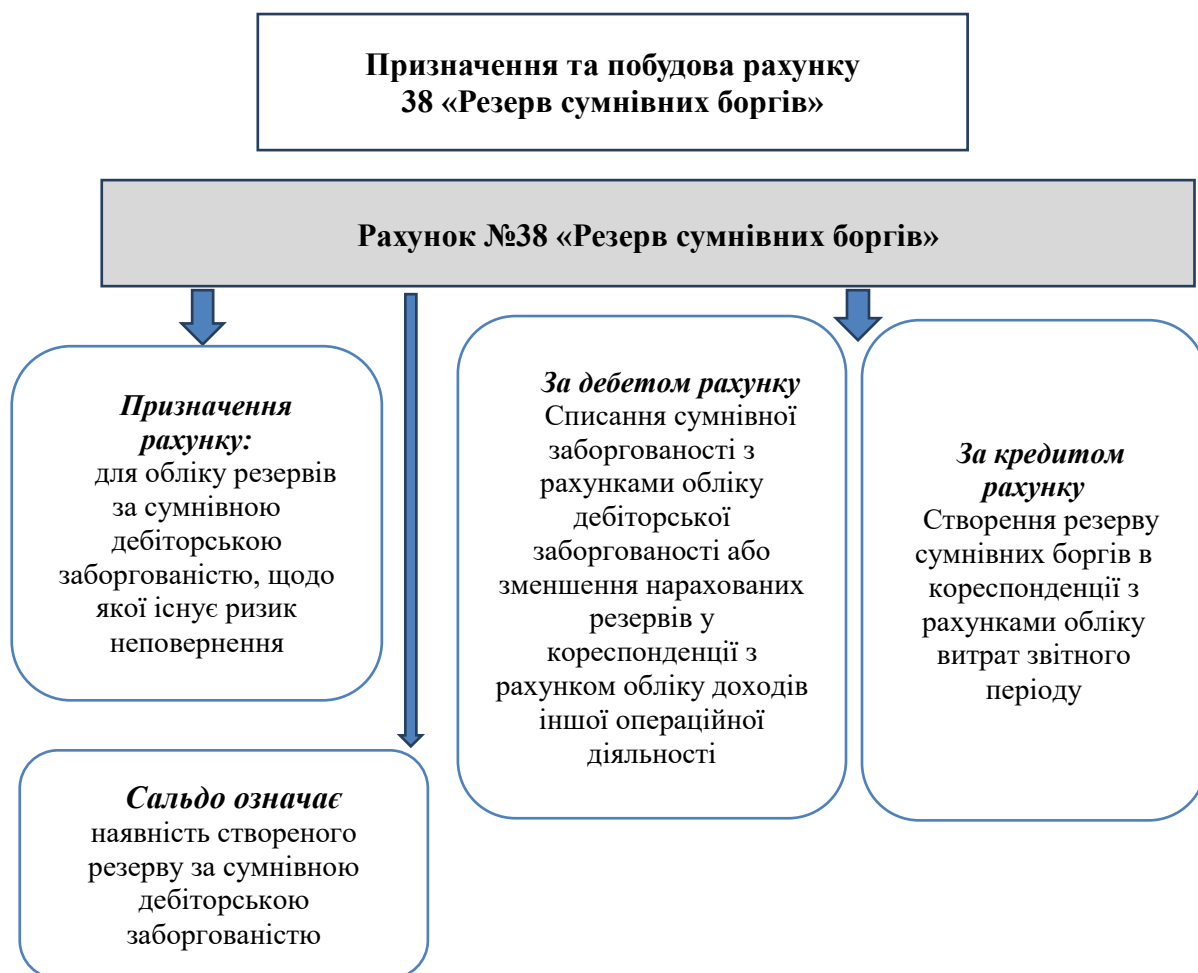 Призначення та побудова рахунку
38 «Резерв сумнівних боргів»
Рахунок №38 «Резерв сумнівних боргів»
Призначення
рахунку:
для обліку резервів
за сумнівною
дебіторською
заборгованістю, щодо
якої існує ризик
неповернення
Сальдо означає
наявність створеного
резерву за сумнівною
дебіторською
заборгованістю
За дебетом рахунку
Списання сумнівної
заборгованості з
рахунками обліку
дебіторської
заборгованості або
зменшення нарахованих
резервів у
кореспонденції з
рахунком обліку доходів
іншої операційної
діяльності
За кредитом
рахунку
Створення резерву
сумнівних боргів в
кореспонденції з
рахунками обліку
витрат звітного
періоду